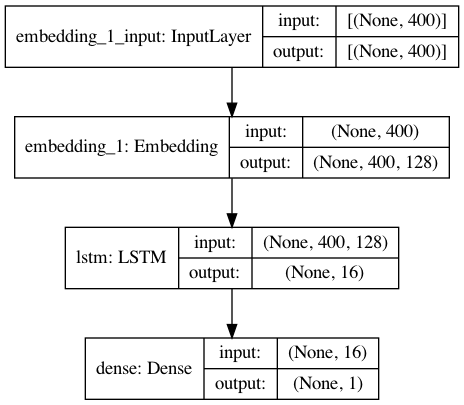 embedding_1_input: InputLayer
input: [(None, 400)]
output: [(None, 400)]
embedding_1: Embedding
input: (None, 400)
output: (None, 400, 128)
lstm: LSTM
input: (None, 400, 128)
output: (None, 16)
dense: Dense
input: (None, 16)
output: (None, 1)